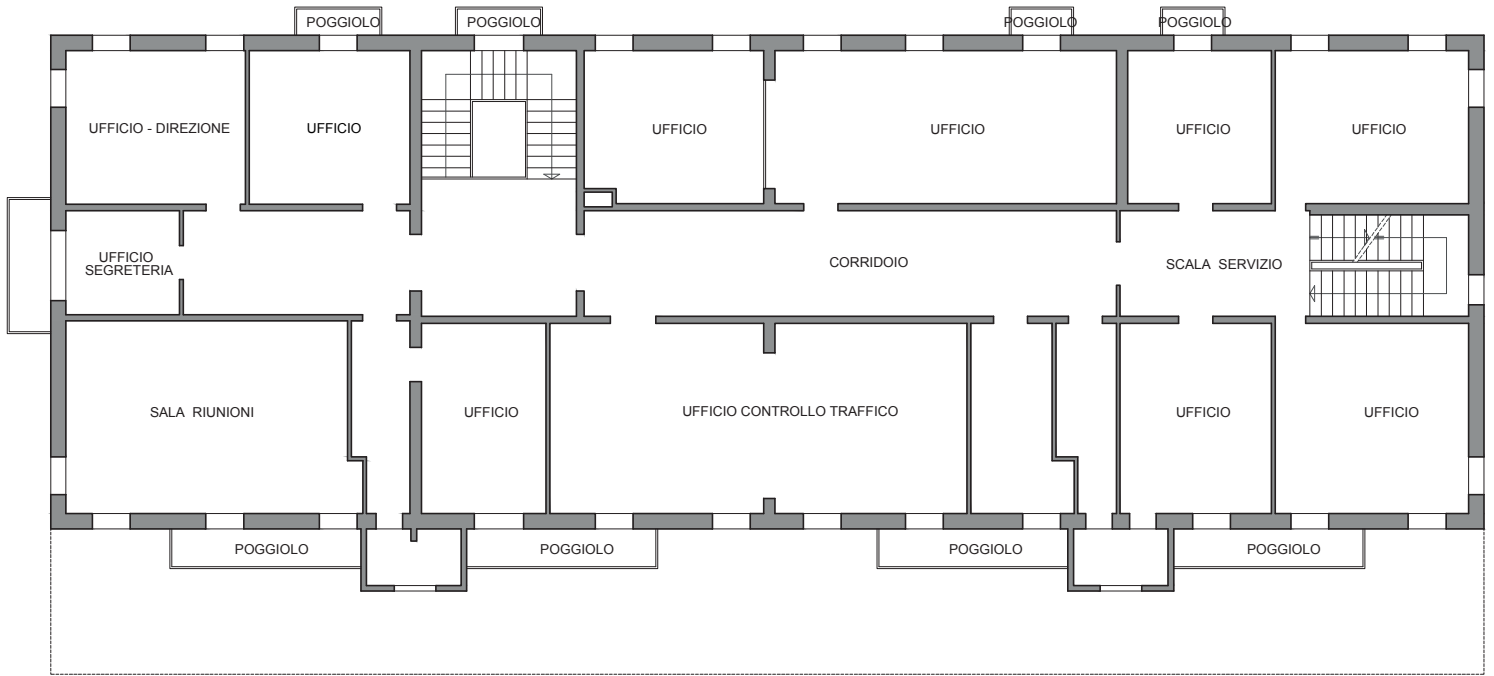 POGGIOLO
POGGIOLO
POGGIOLO
POGGIOLO
UFFICIO - DIREZIONE
UFFICIO
UFFICIO
UFFICIO
UFFICIO
UFFICIO
UFFICIO
SEGRETERIA
CORRIDOIO
SCALA SERVIZIO
SALA RIUNIONI
UFFICIO
UFFICIO CONTROLLO TRAFFICO
UFFICIO
UFFICIO
POGGIOLO
POGGIOLO
POGGIOLO
POGGIOLO